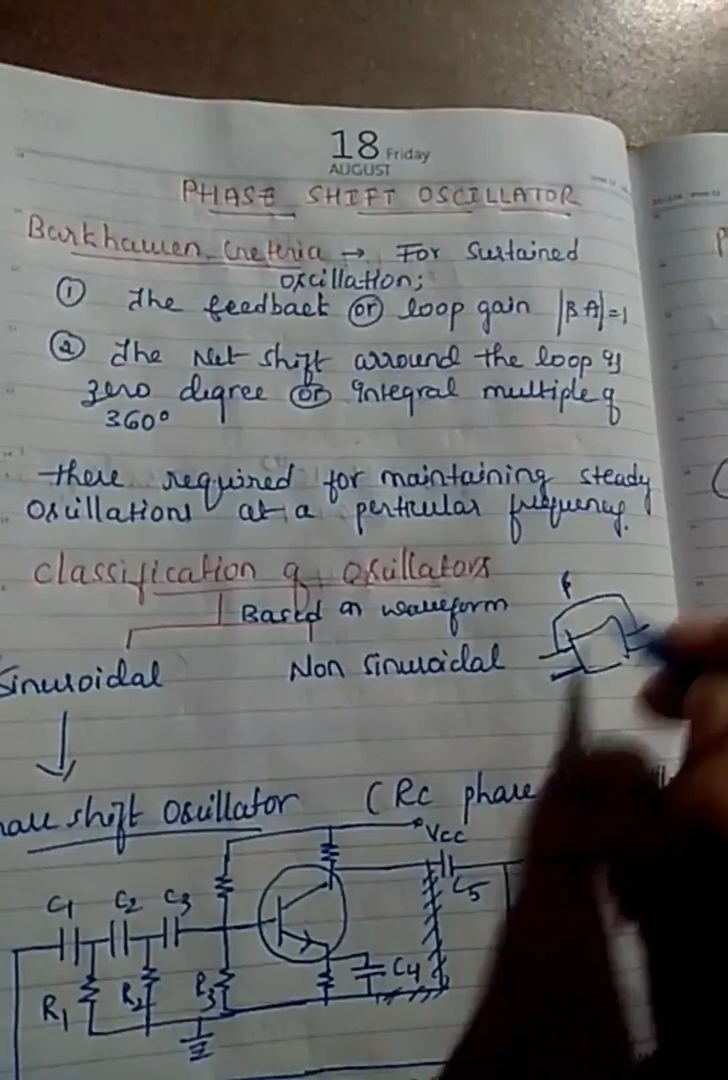 18 Friday
AUGUST
PHASE SHIFT OSCILLATOR
Barkhausen Creteria → For Sustained
oscillation;
① The feedback or loop gain |βA|=1
② The Net shift arround the loop is
zero degree or integral multiple of
360°
these required for maintaining steady
Oscillations at a perticular frequency.
Classification of Oscillators
Based on waveform
Sinusoidal Non Sinusoidal
shift Oscillator (RC phase
Vcc
C1 C2 C3 C5
C4
R1 R2 R3